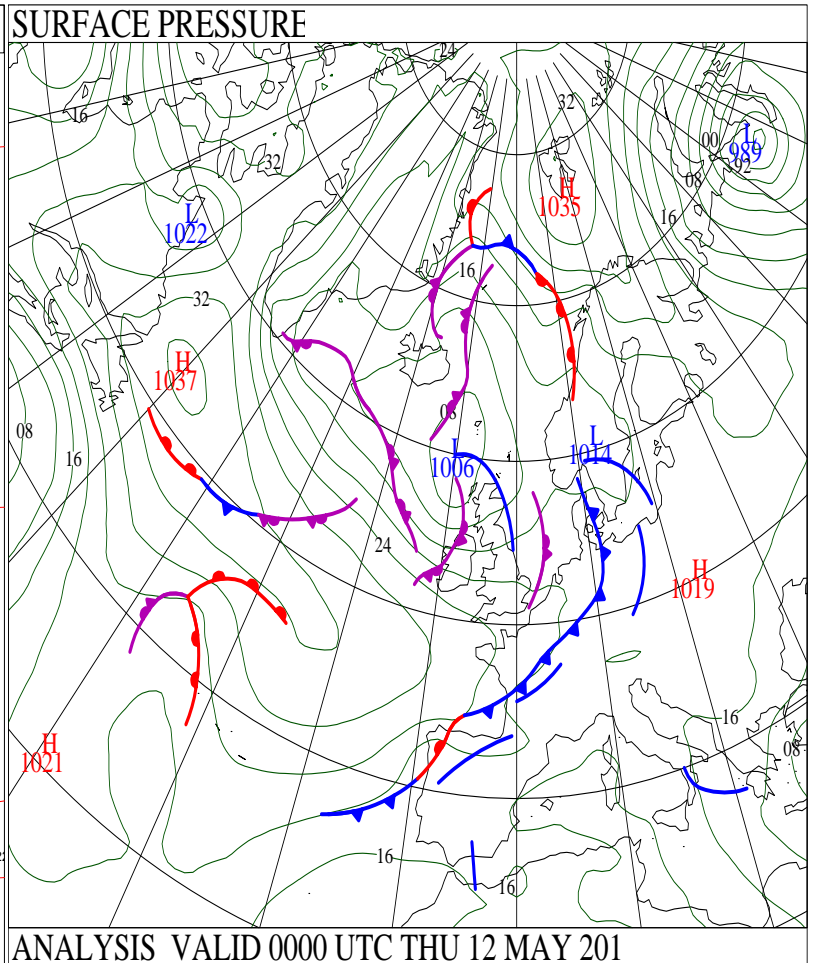 SURFACE PRESSURE
24
16
32
32
00
L
989
92
08
H
1035
16
L
1022
16
32
H
1037
08
08
16
L
1006
L
1014
24
H
1019
16
08
H
1021
16
16
ANALYSIS VALID 0000 UTC THU 12 MAY 201